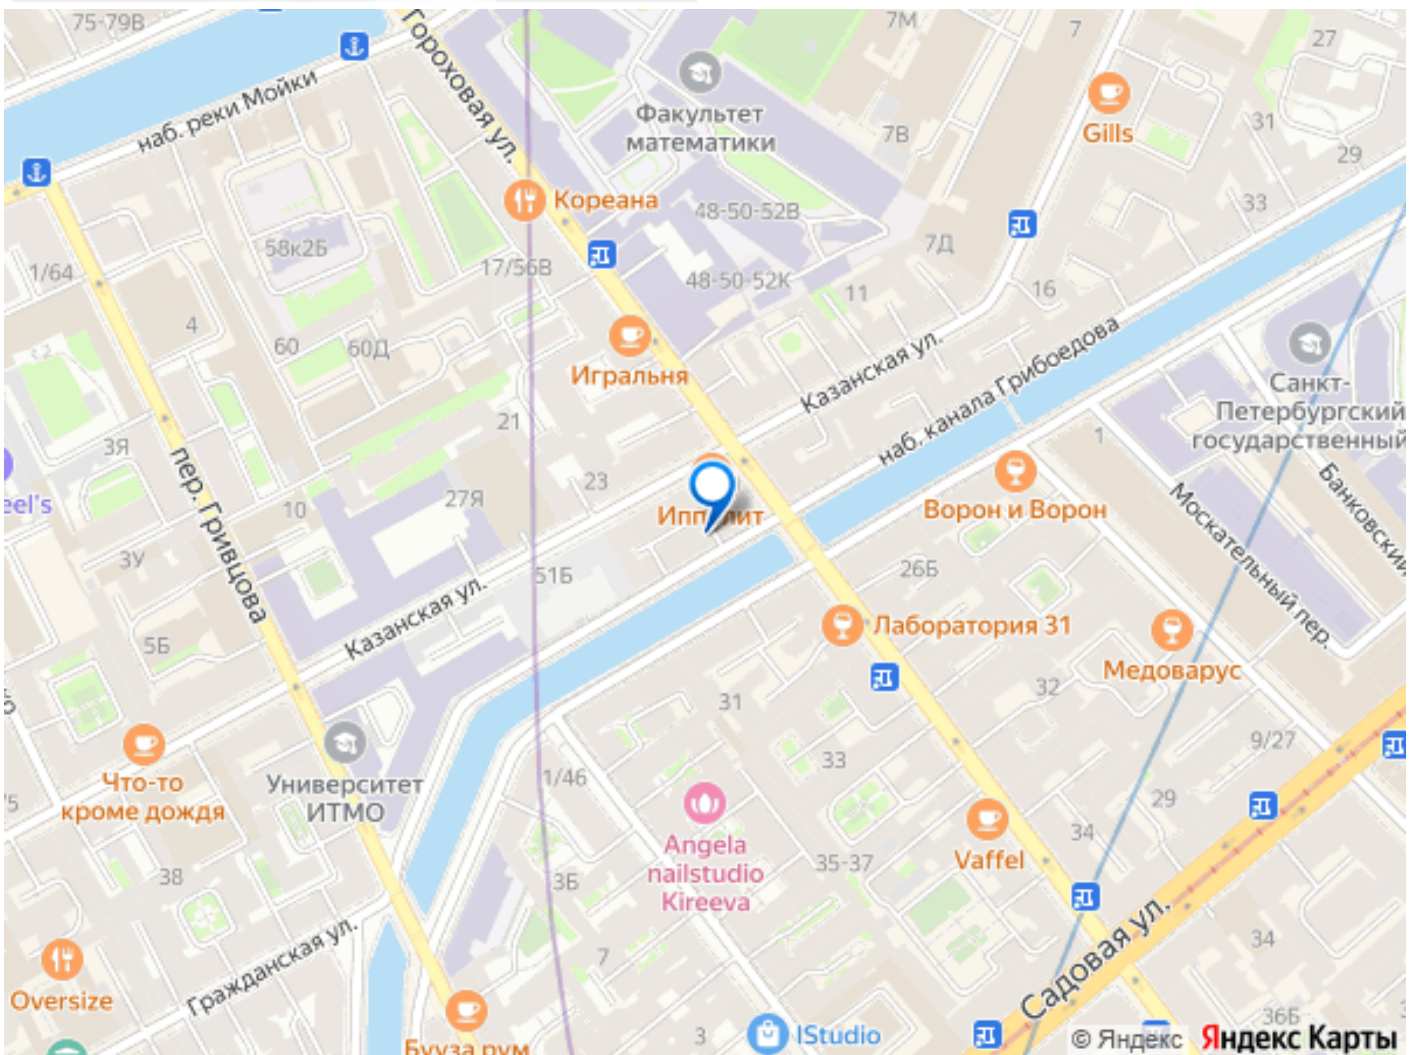 75-79В
7М
7
27
Гороховая ул.
наб. реки Мойки
Факультет
математики
7В
Gills
31
29
Кореана
48-50-52В
33
7Д
58к2Б
17/56В
1/64
48-50-52К
11
16
4
60
60Д
Игральня
Казанская ул.
наб. канала Грибоедова
Санкт-
Петербургский
государственный
21
1
3Я
пер. Гривцова
23
27Я
10
eel's
Ворон и Ворон
Москательный пер.
Банковский
3У
51Б
26Б
Казанская ул.
Лаборатория 31
5Б
Медоварус
31
32
9/27
Что-то
кроме дождя
Университет
ИТМО
1/46
33
29
34
Angela
nailstudio
Kireeva
35-37
Vaffel
38
3Б
Гражданская ул.
7
Садовая ул.
34
Oversize
36Б
3
IStudio
Бууза рум
© Яндекс Яндекс Карты